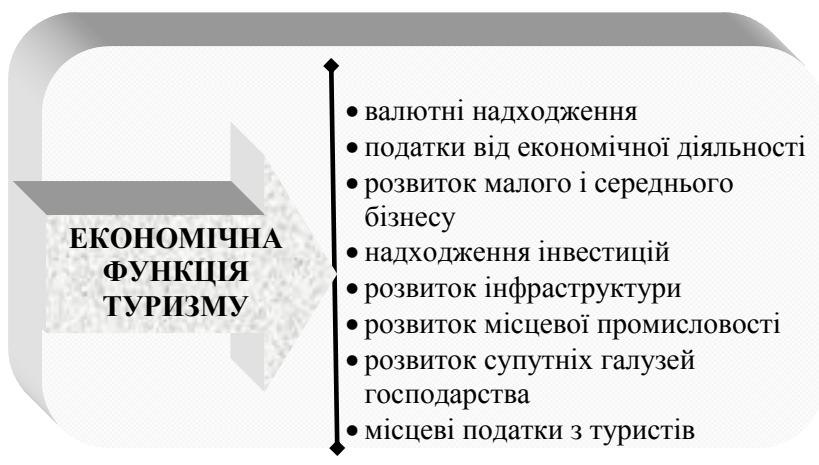 ЕКОНОМІЧНА
ФУНКЦІЯ
ТУРИЗМУ
• валютні надходження
• податки від економічної діяльності
• розвиток малого і середнього
бізнесу
• надходження інвестицій
• розвиток інфраструктури
• розвиток місцевої промисловості
• розвиток супутніх галузей
господарства
• місцеві податки з туристів